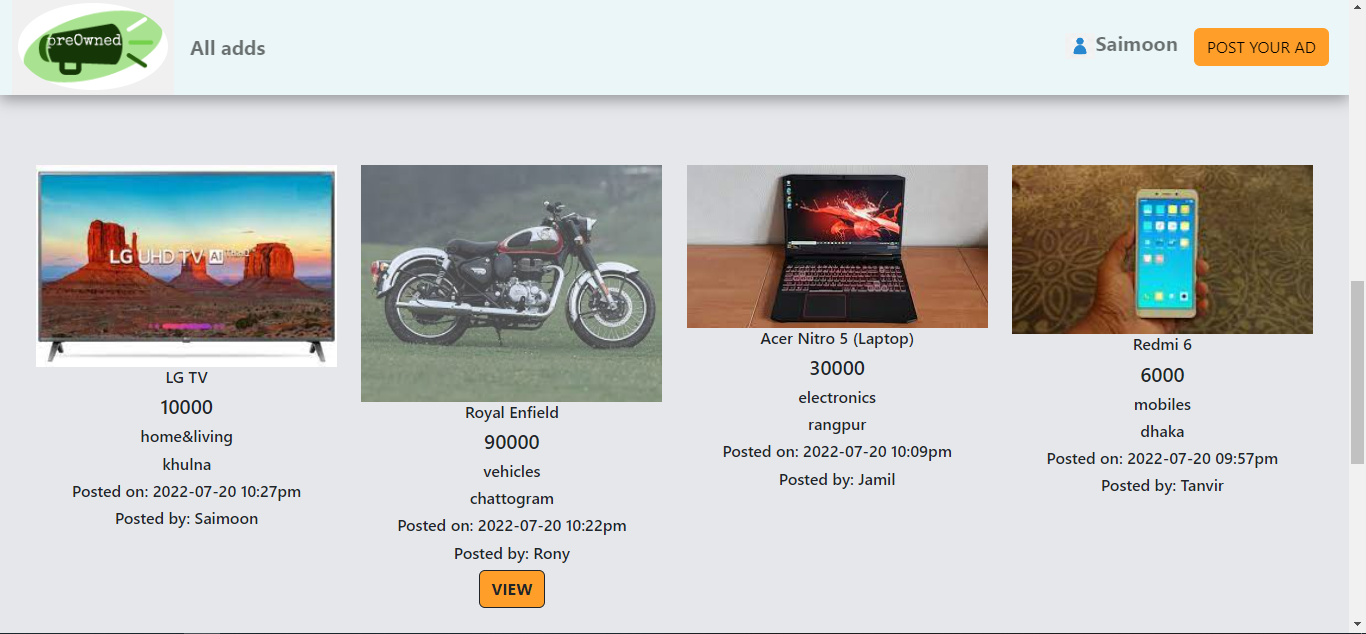 preOwned
All adds
Saimoon
POST YOUR AD
LG UHD TV AI
LG TV
10000
home&living
khulna
Posted on: 2022-07-20 10:27pm
Posted by: Saimoon
Royal Enfield
90000
vehicles
chattogram
Posted on: 2022-07-20 10:22pm
Posted by: Rony
VIEW
Acer Nitro 5 (Laptop)
30000
electronics
rangpur
Posted on: 2022-07-20 10:09pm
Posted by: Jamil
Redmi 6
6000
mobiles
dhaka
Posted on: 2022-07-20 09:57pm
Posted by: Tanvir